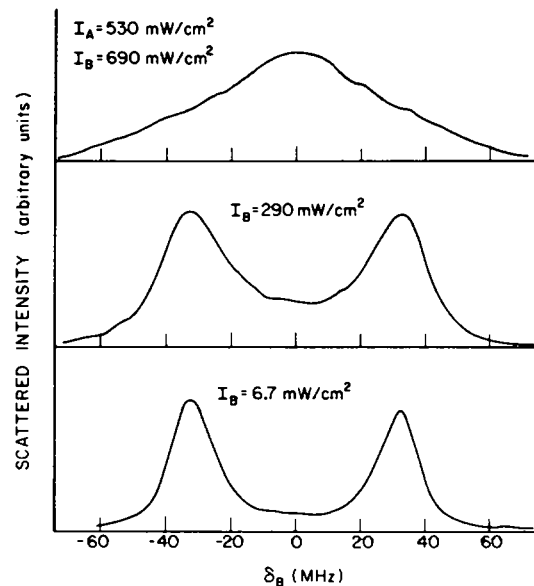 I_A=530 mW/cm²
I_B=690 mW/cm²
I_B=290 mW/cm²
I_B=6.7 mW/cm²
SCATTERED INTENSITY (arbitrary units)
-60 -40 -20 0 20 40 60
δ_B (MHz)